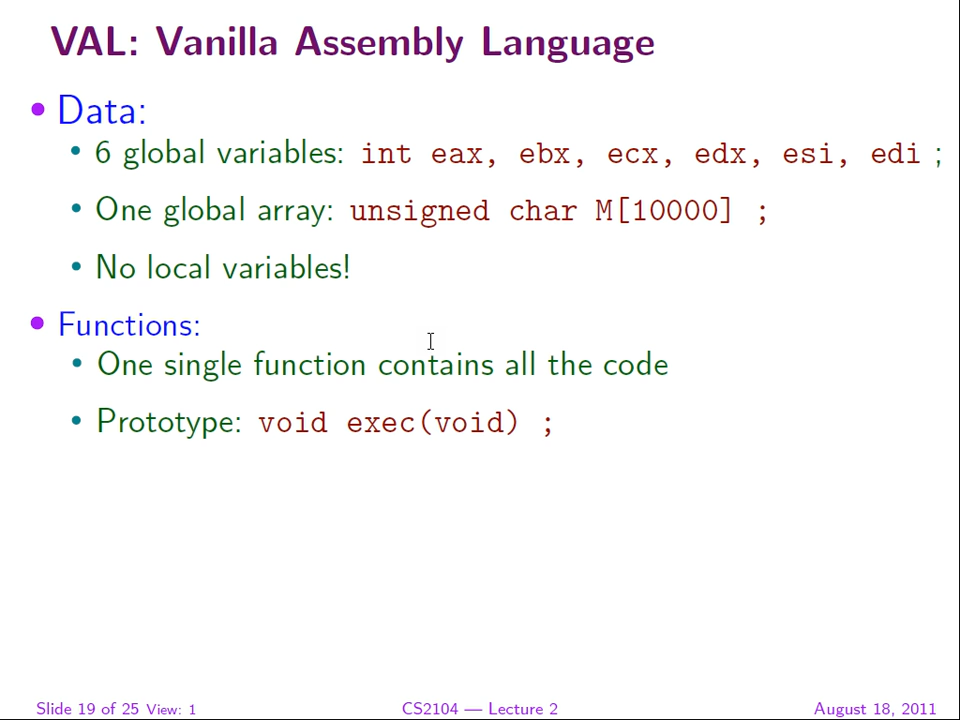 VAL: Vanilla Assembly Language
Data:
6 global variables: int eax, ebx, ecx, edx, esi, edi ;
One global array: unsigned char M[10000] ;
No local variables!
Functions:
One single function contains all the code
Prototype: void exec(void) ;
Slide 19 of 25 View: 1 CS2104 — Lecture 2 August 18, 2011